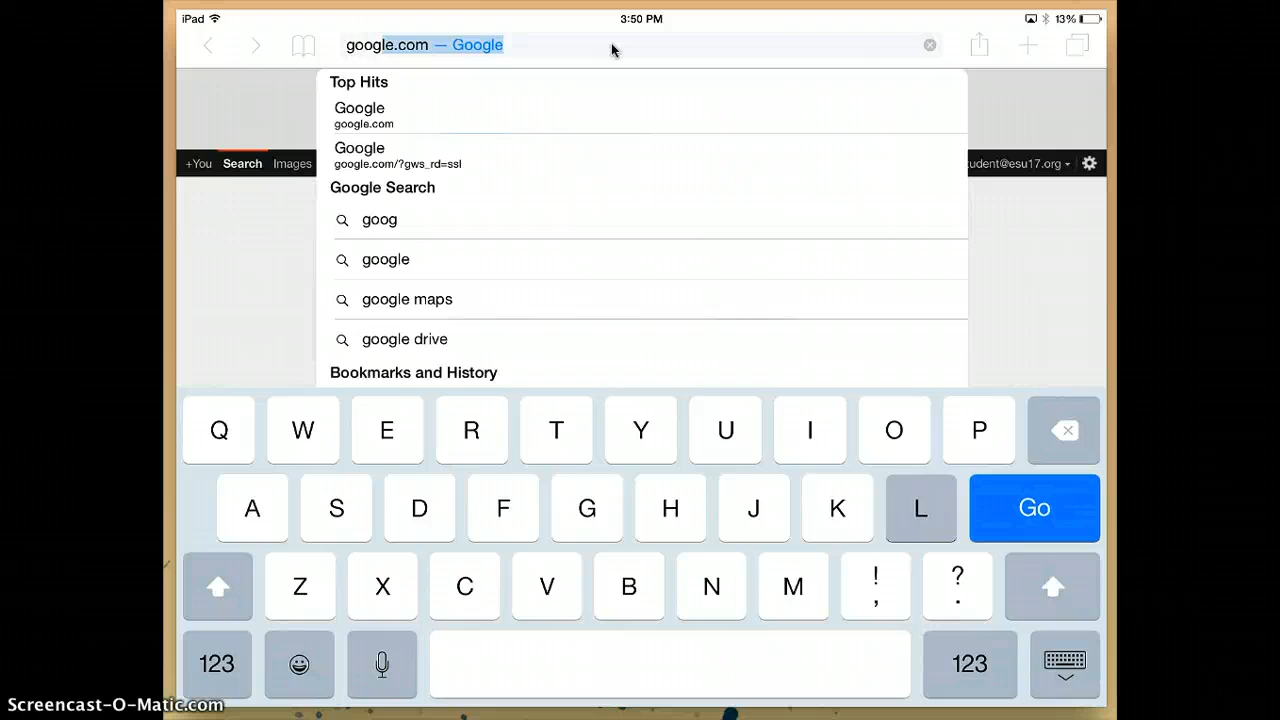 iPad 3:50 PM 13%
google.com — Google
Top Hits
Google
google.com
Google
google.com/?gws_rd=ssl
+You Search Images tudent@esu17.org
Google Search
goog
google
google maps
google drive
Bookmarks and History
Q W E R T Y U I O P
A S D F G H J K L Go
Z X C V B N M ! , ? .
123 123
Screencast-O-Matic.com